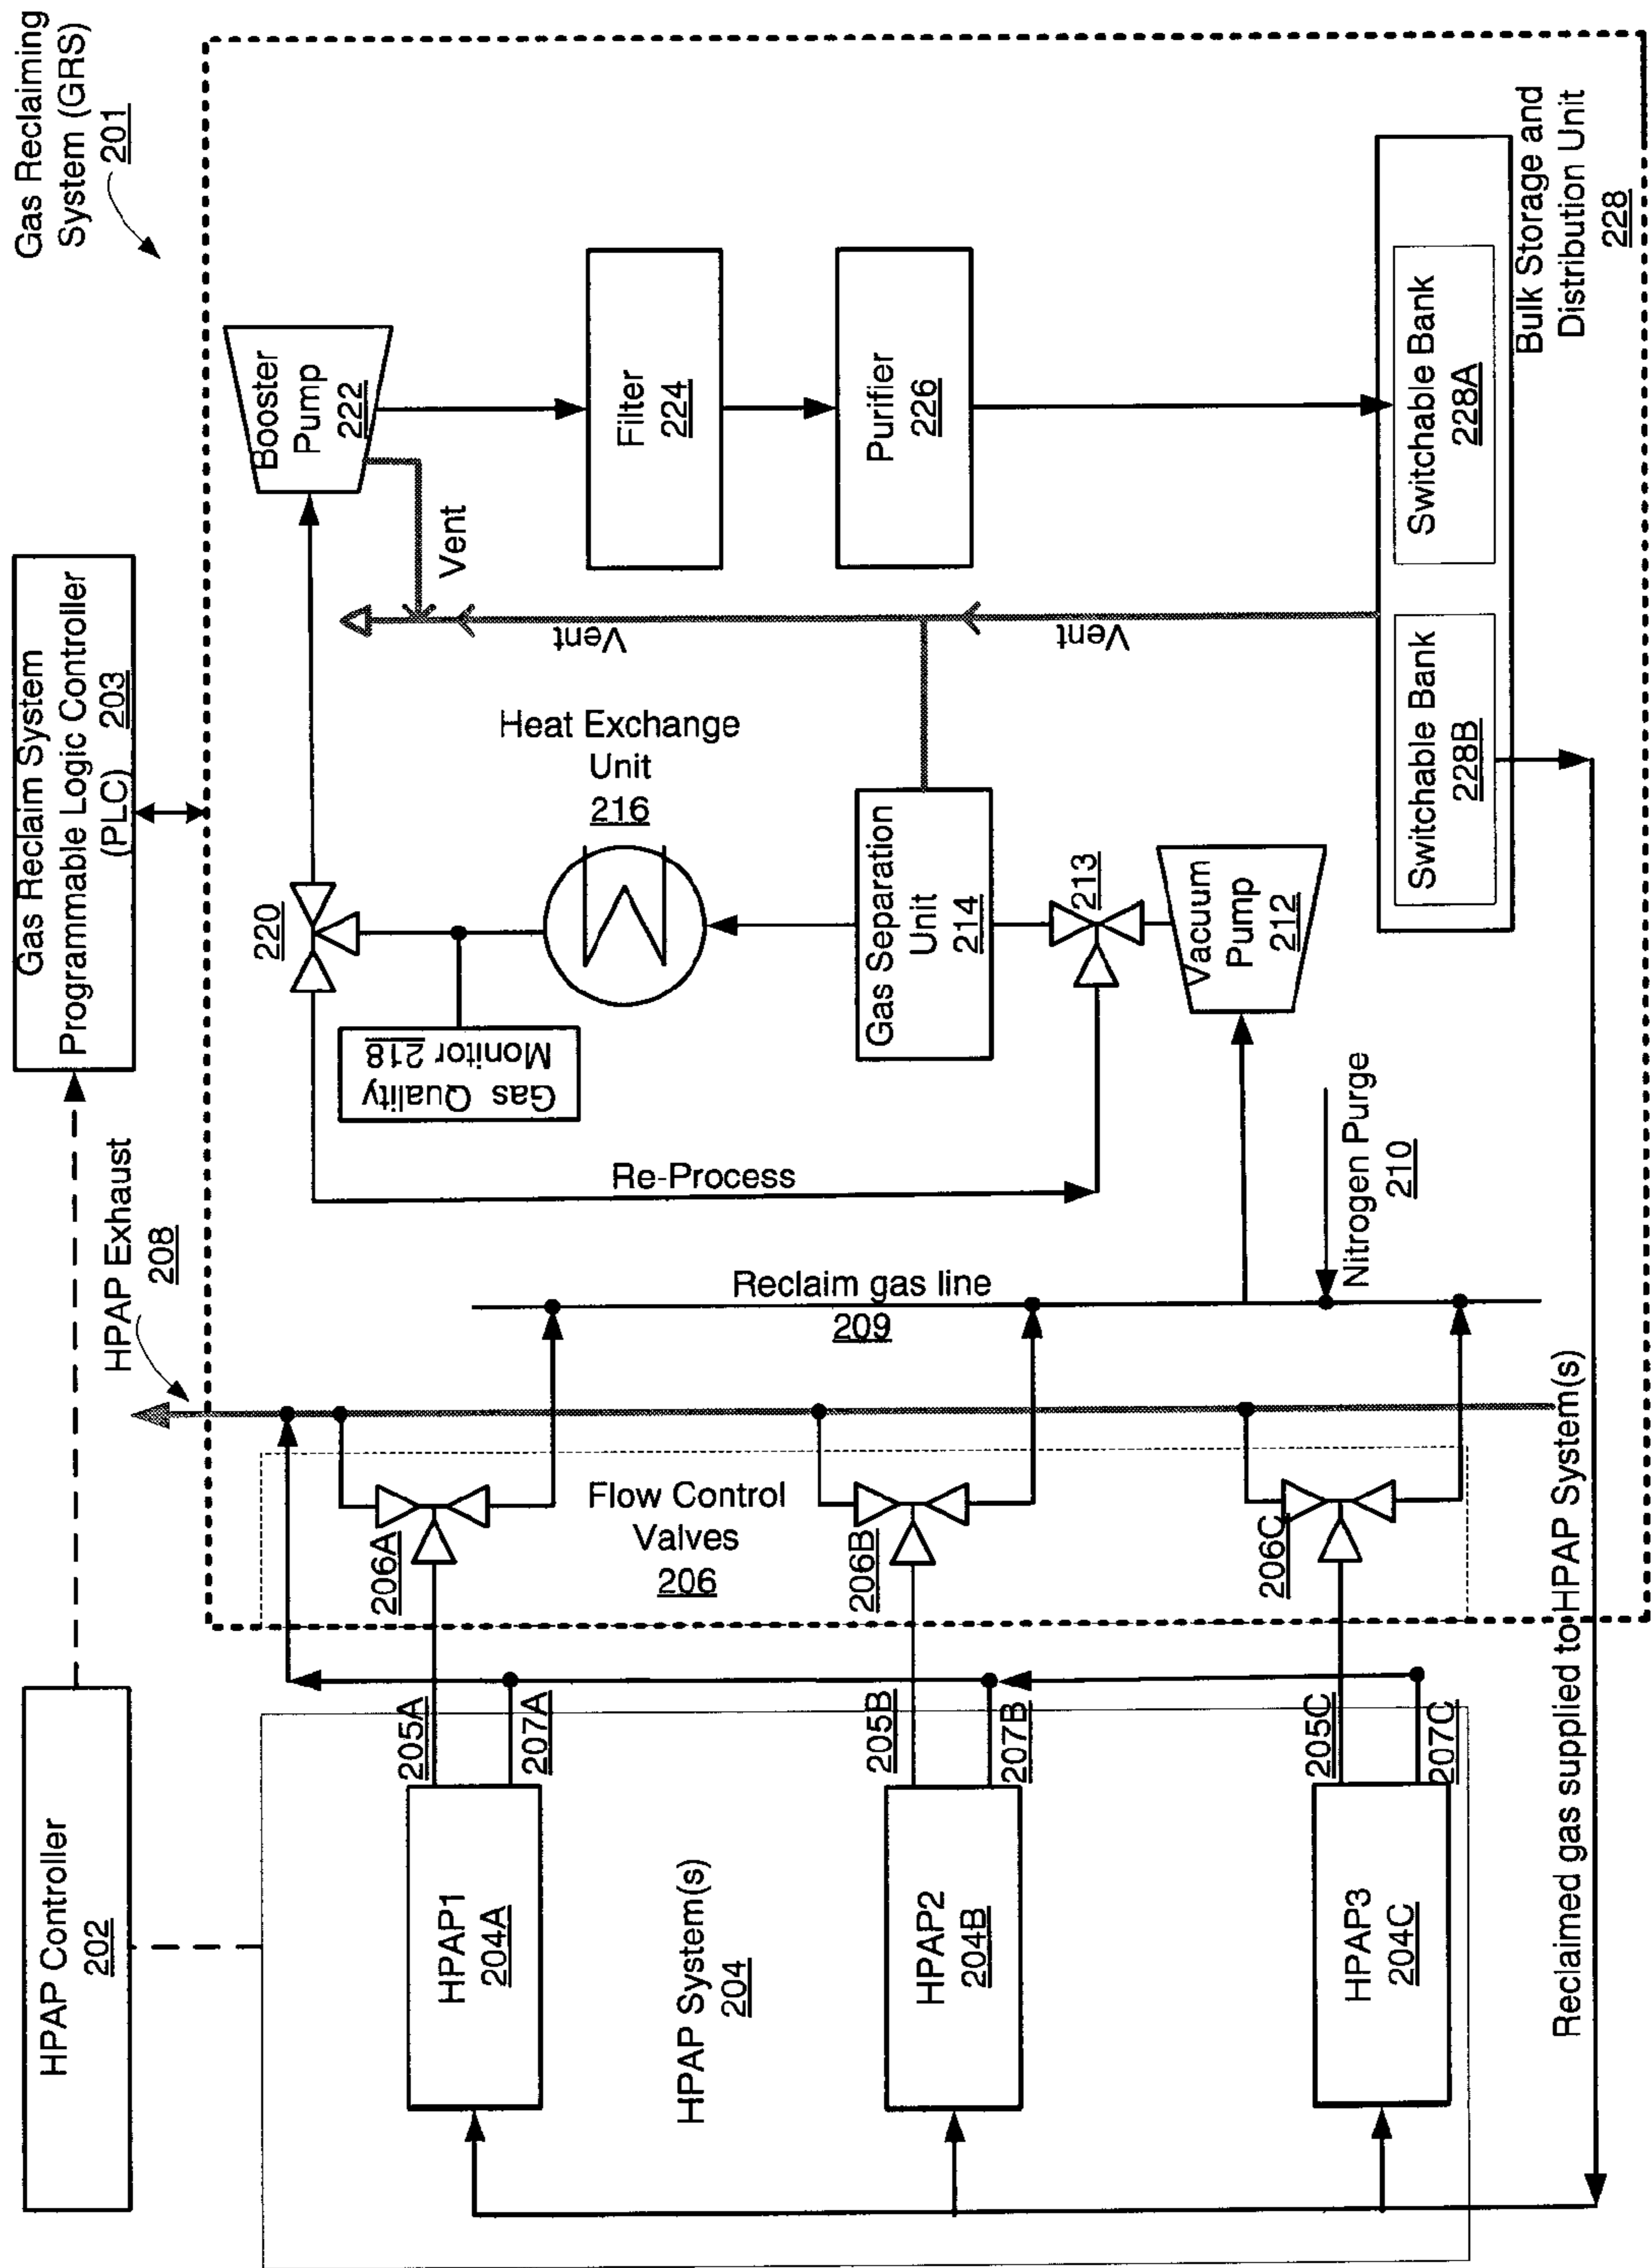 HPAP Controller
202
Gas Reclaim System
Programmable Logic Controller
(PLC) 203
Gas Reclaiming
System (GRS)
201
HPAP Exhaust
208
HPAP System(s)
204
HPAP1
204A
HPAP2
204B
HPAP3
204C
205A
207A
205B
207B
205C
207C
206A
206B
206C
Flow Control
Valves
206
Reclaim gas line
209
Nitrogen Purge
210
Re-Process
Vacuum
Pump
212
213
Gas Separation
Unit
214
Heat Exchange
Unit
216
Gas Quality
Monitor 218
220
Booster
Pump
222
Vent
Vent
Vent
Filter
224
Purifier
226
Switchable Bank
228B
Switchable Bank
228A
Bulk Storage and
Distribution Unit
228
Reclaimed gas supplied to HPAP System(s)